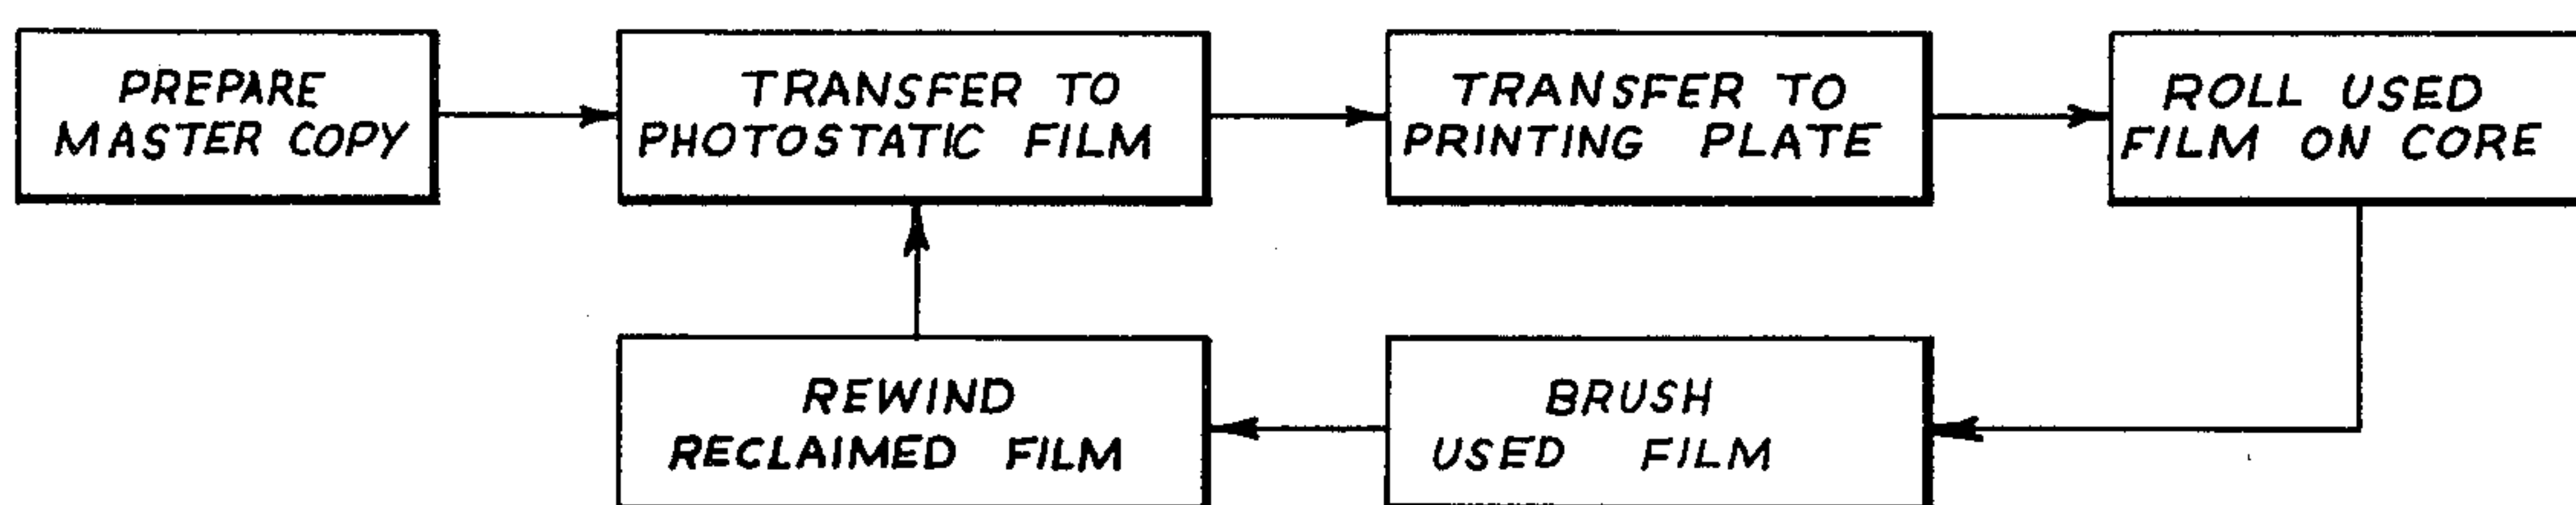 PREPARE
MASTER COPY
TRANSFER TO
PHOTOSTATIC FILM
TRANSFER TO
PRINTING PLATE
ROLL USED
FILM ON CORE
BRUSH
USED FILM
REWIND
RECLAIMED FILM